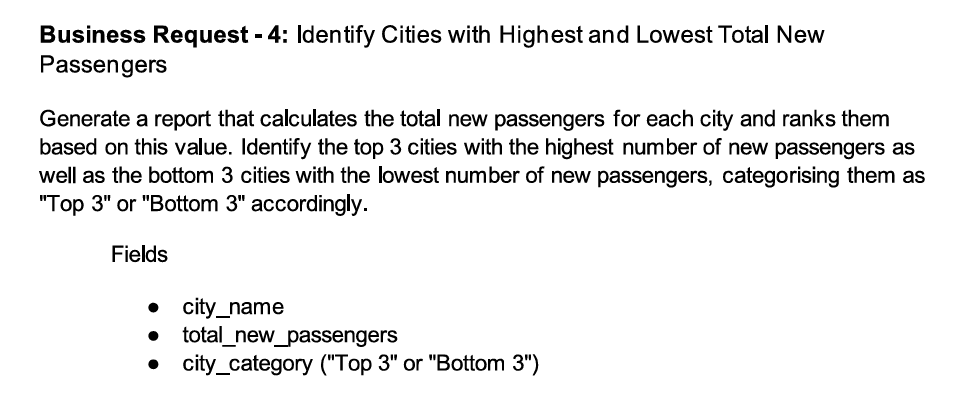 Business Request - 4: Identify Cities with Highest and Lowest Total New
Passengers
Generate a report that calculates the total new passengers for each city and ranks them
based on this value. Identify the top 3 cities with the highest number of new passengers as
well as the bottom 3 cities with the lowest number of new passengers, categorising them as
"Top 3" or "Bottom 3" accordingly.
Fields
● city_name
● total_new_passengers
● city_category ("Top 3" or "Bottom 3")